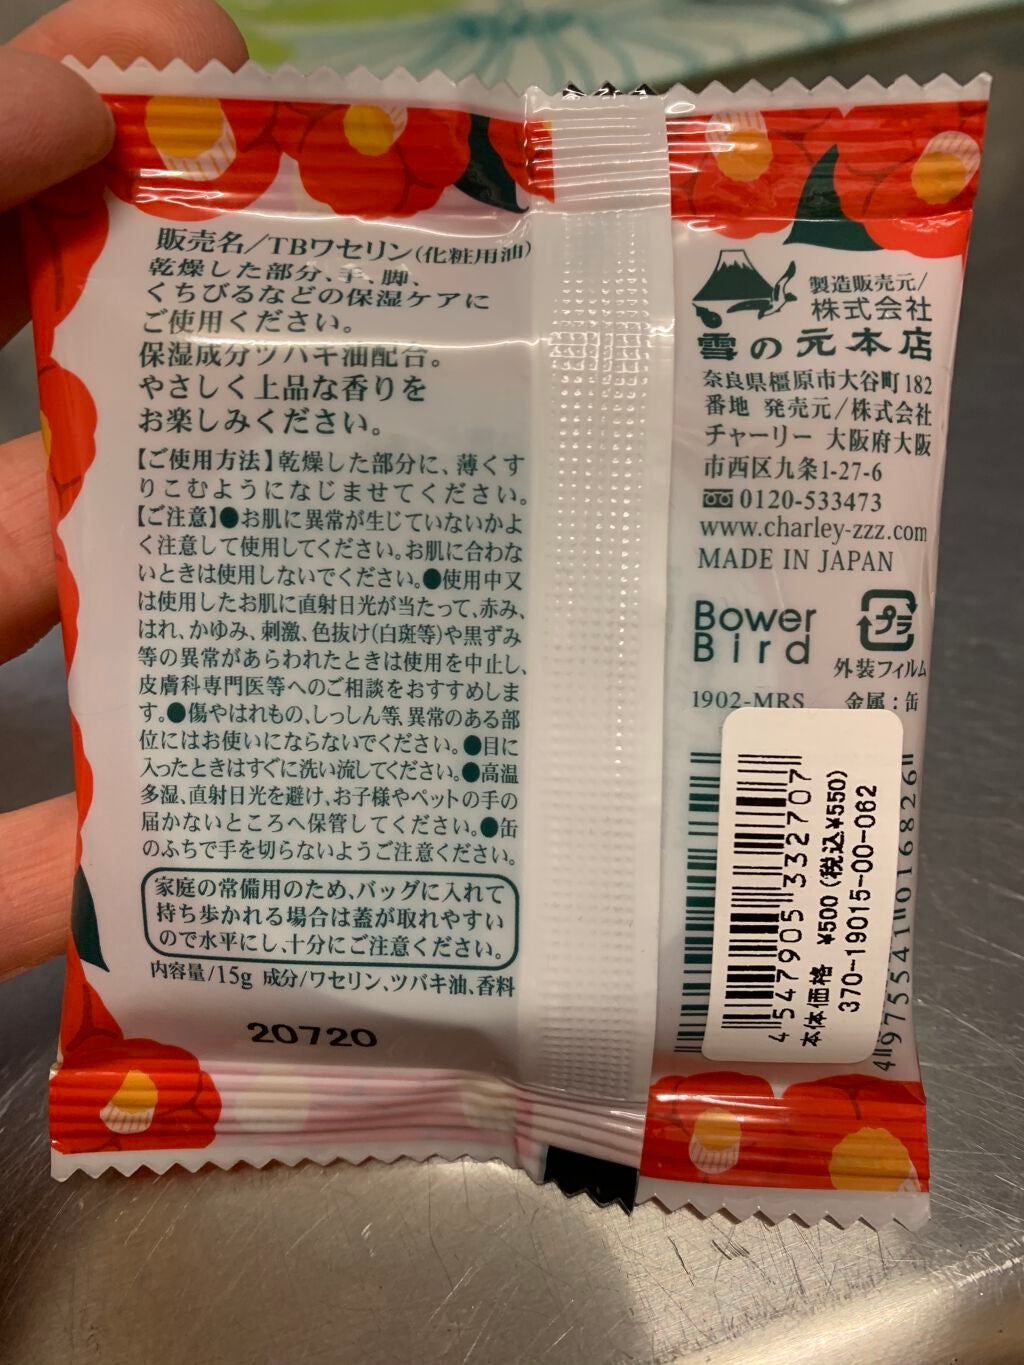 販売名/TBワセリン(化粧用油)
乾燥した部分、手、脚、
くちびるなどの保湿ケアに
ご使用ください。
保湿成分ツバキ油配合。
やさしく上品な香りを
お楽しみください。
【ご使用方法】乾燥した部分に、薄くす
りこむようになじませてください。
【ご注意】●お肌に異常が生じていないかよ
く注意して使用してください。お肌に合わな
いときは使用しないでください。●使用中又
は使用したお肌に直射日光が当たって、赤み、
はれ、かゆみ、刺激、色抜け(白斑等)や黒ずみ
等の異常があらわれたときは使用を中止し、
皮膚科専門医等へのご相談をおすすめしま
す。●傷やはれもの、しっしん等、異常のある部
位にはお使いにならないでください。●目に
入ったときはすぐに洗い流してください。●高温
多湿、直射日光を避け、お子様やペットの手の
届かないところへ保管してください。●缶
のふちで手を切らないようご注意ください。
家庭の常備用のため、バッグに入れて
持ち歩かれる場合は蓋が取れやすい
ので水平にし、十分にご注意ください。
内容量/15g 成分/ワセリン、ツバキ油、香料
20720
製造販売元/
株式会社
雪の元本店
奈良県橿原市大谷町182
番地 発売元/株式会社
チャーリー 大阪府大阪
市西区九条1-27-6
0120-533473
www.charley-zzz.com
MADE IN JAPAN
Bower
Bird
プラ
外装フィルム
1902-MRS 金属:缶
4547905332707
本体価格 ¥500(税込¥550)
370-19015-00-062
4975541016826